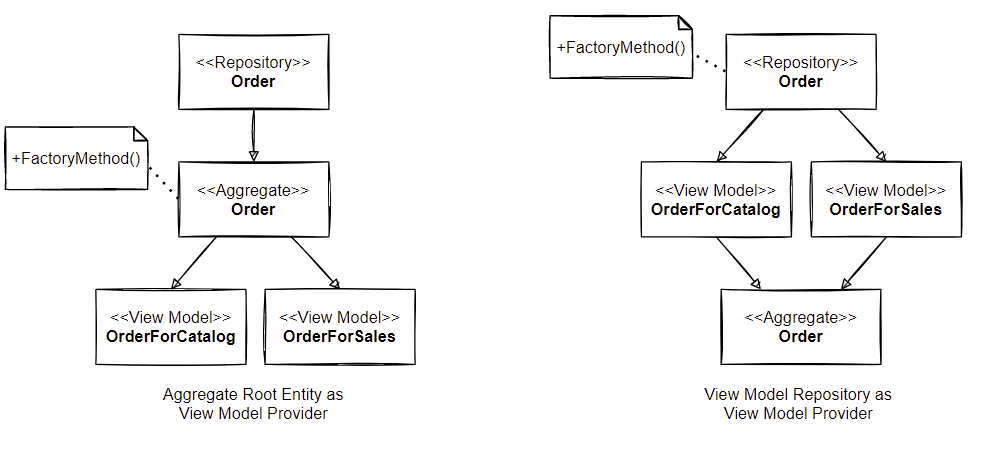 <<Repository>>
Order
+FactoryMethod()
<<Aggregate>>
Order
<<View Model>>
OrderForCatalog
<<View Model>>
OrderForSales
Aggregate Root Entity as
View Model Provider
+FactoryMethod()
<<Repository>>
Order
<<View Model>>
OrderForCatalog
<<View Model>>
OrderForSales
<<Aggregate>>
Order
View Model Repository as
View Model Provider